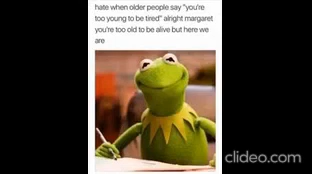 hate when older people say "you're
too young to be tired" alright margaret
you're too old to be alive but here we
are
clideo.com